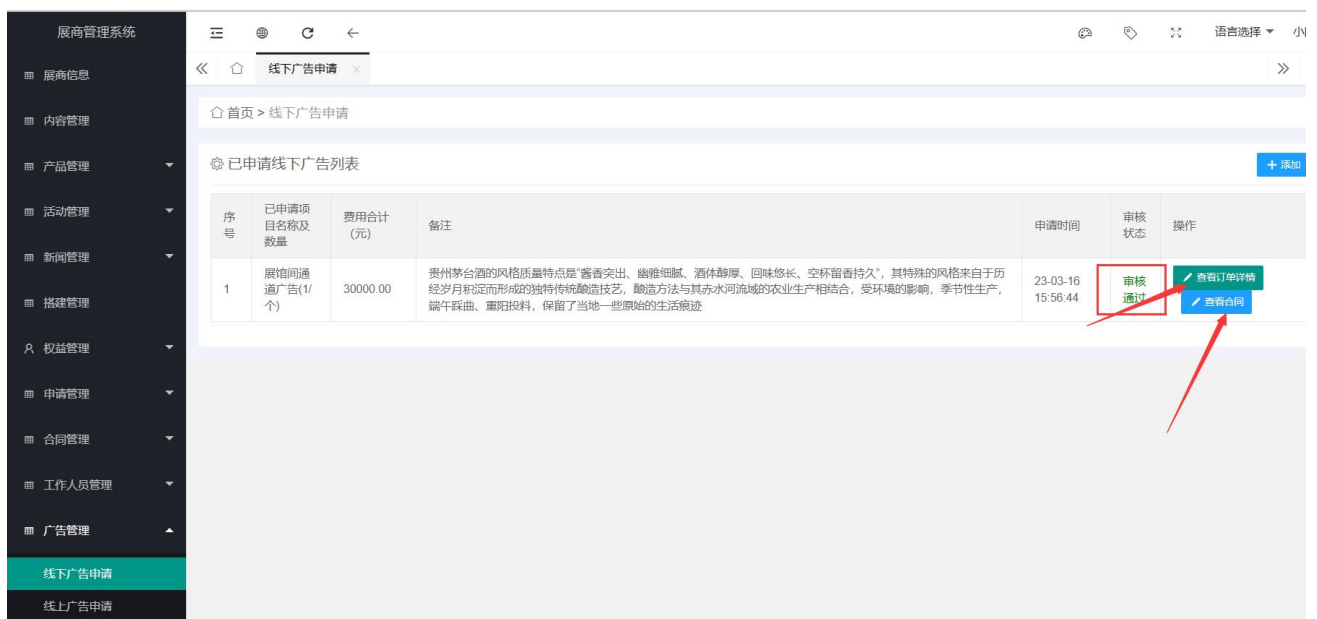 展商管理系统
语言选择
展商信息
线下广告申请
首页 > 线下广告申请
内容管理
产品管理
已申请线下广告列表
添加
活动管理
序
号
已申请项
目名称及
数量
费用合计
(元)
备注
申请时间
审核
状态
操作
新闻管理
1
展馆间通
道广告(1/
个)
30000.00
贵州茅台酒的风格质量特点是“酱香突出、幽雅细腻、酒体醇厚、回味悠长、空杯留香持久”，其特殊的风格来自于历
经岁月积淀而形成的独特传统酿造技艺，酿造方法与其赤水河流域的农业生产相结合，受环境的影响，季节性生产，
端午踩曲、重阳投料，保留了当地一些原始的生活痕迹
23-03-16
15:56:44
审核
通过
查看订单详情
查看合同
搭建管理
权益管理
申请管理
合同管理
工作人员管理
广告管理
线下广告申请
线上广告申请